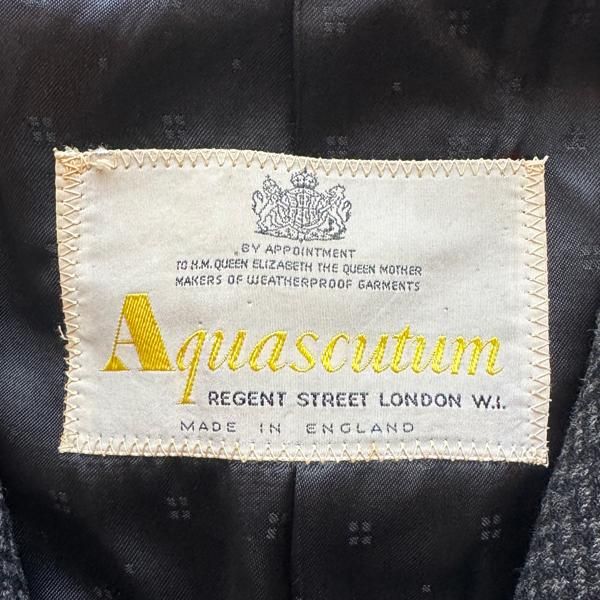 BY APPOINTMENT
TO H.M. QUEEN ELIZABETH THE QUEEN MOTHER
MAKERS OF WEATHERPROOF GARMENTS
Aquascutum
REGENT STREET LONDON W.I.
MADE IN ENGLAND